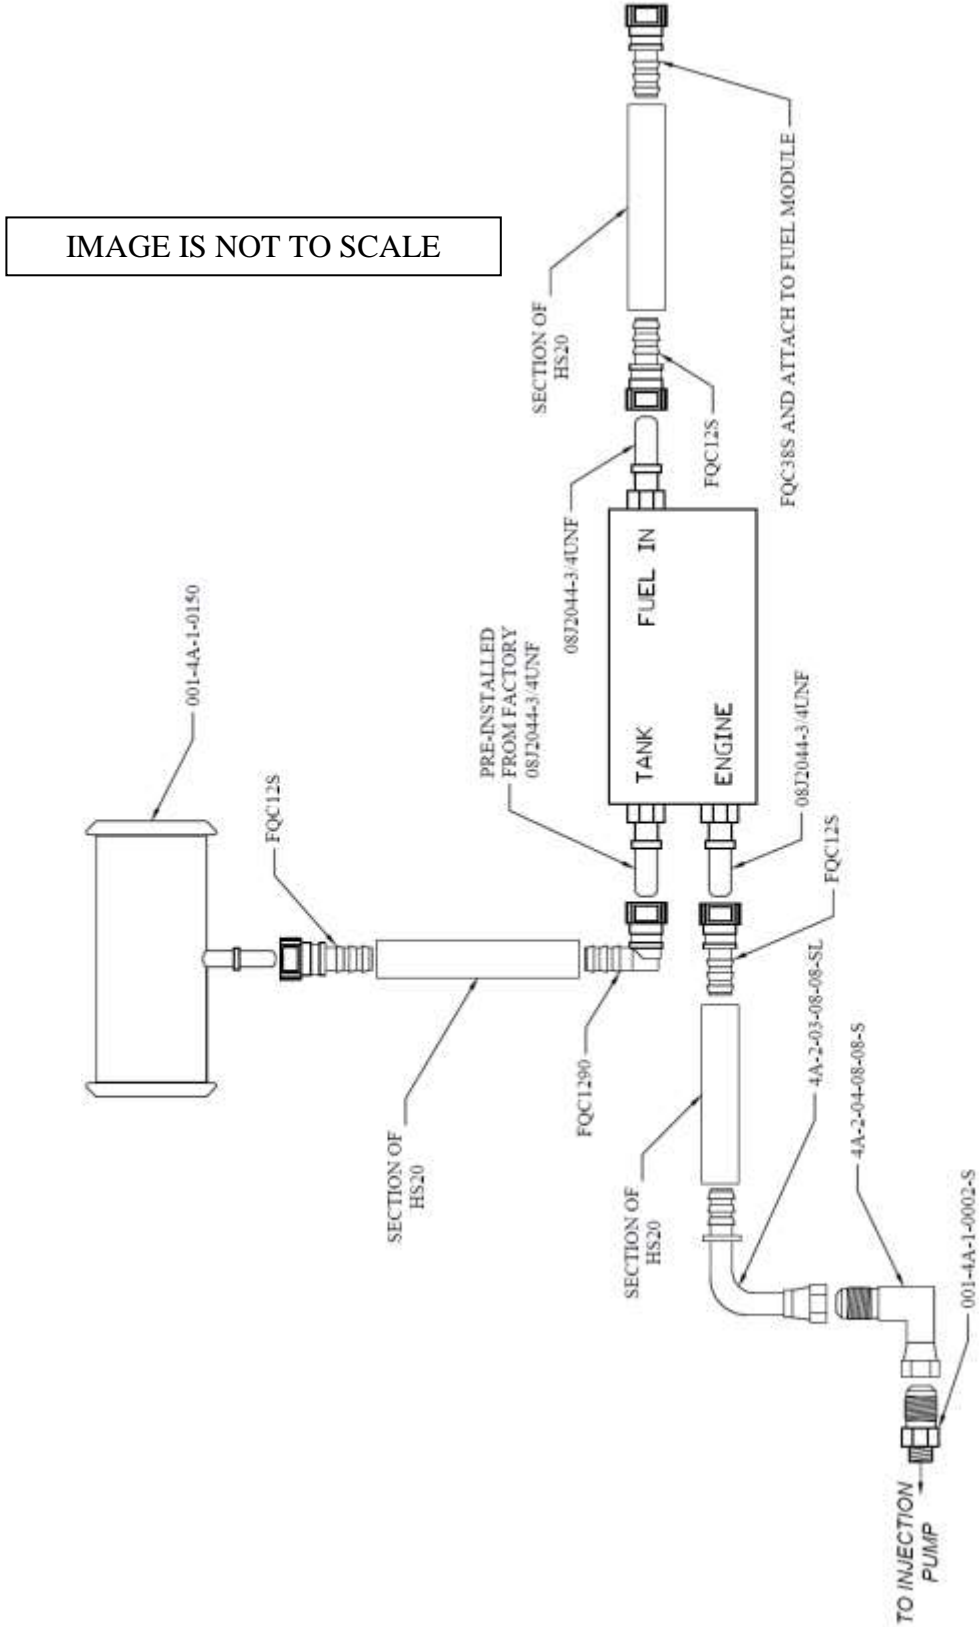 IMAGE IS NOT TO SCALE
001-4A-1-0150
FQC12S
SECTION OF
HS20
FQC1290
PRE-INSTALLED
FROM FACTORY
08J2044-3/4UNF
08J2044-3/4UNF
SECTION OF
HS20
FQC12S
FQC38S AND ATTACH TO FUEL MODULE
TANK
FUEL IN
ENGINE
08J2044-3/4UNF
FQC12S
SECTION OF
HS20
4A-2-03-08-08-SL
4A-2-04-08-08-S
001-4A-1-0002-S
TO INJECTION
PUMP